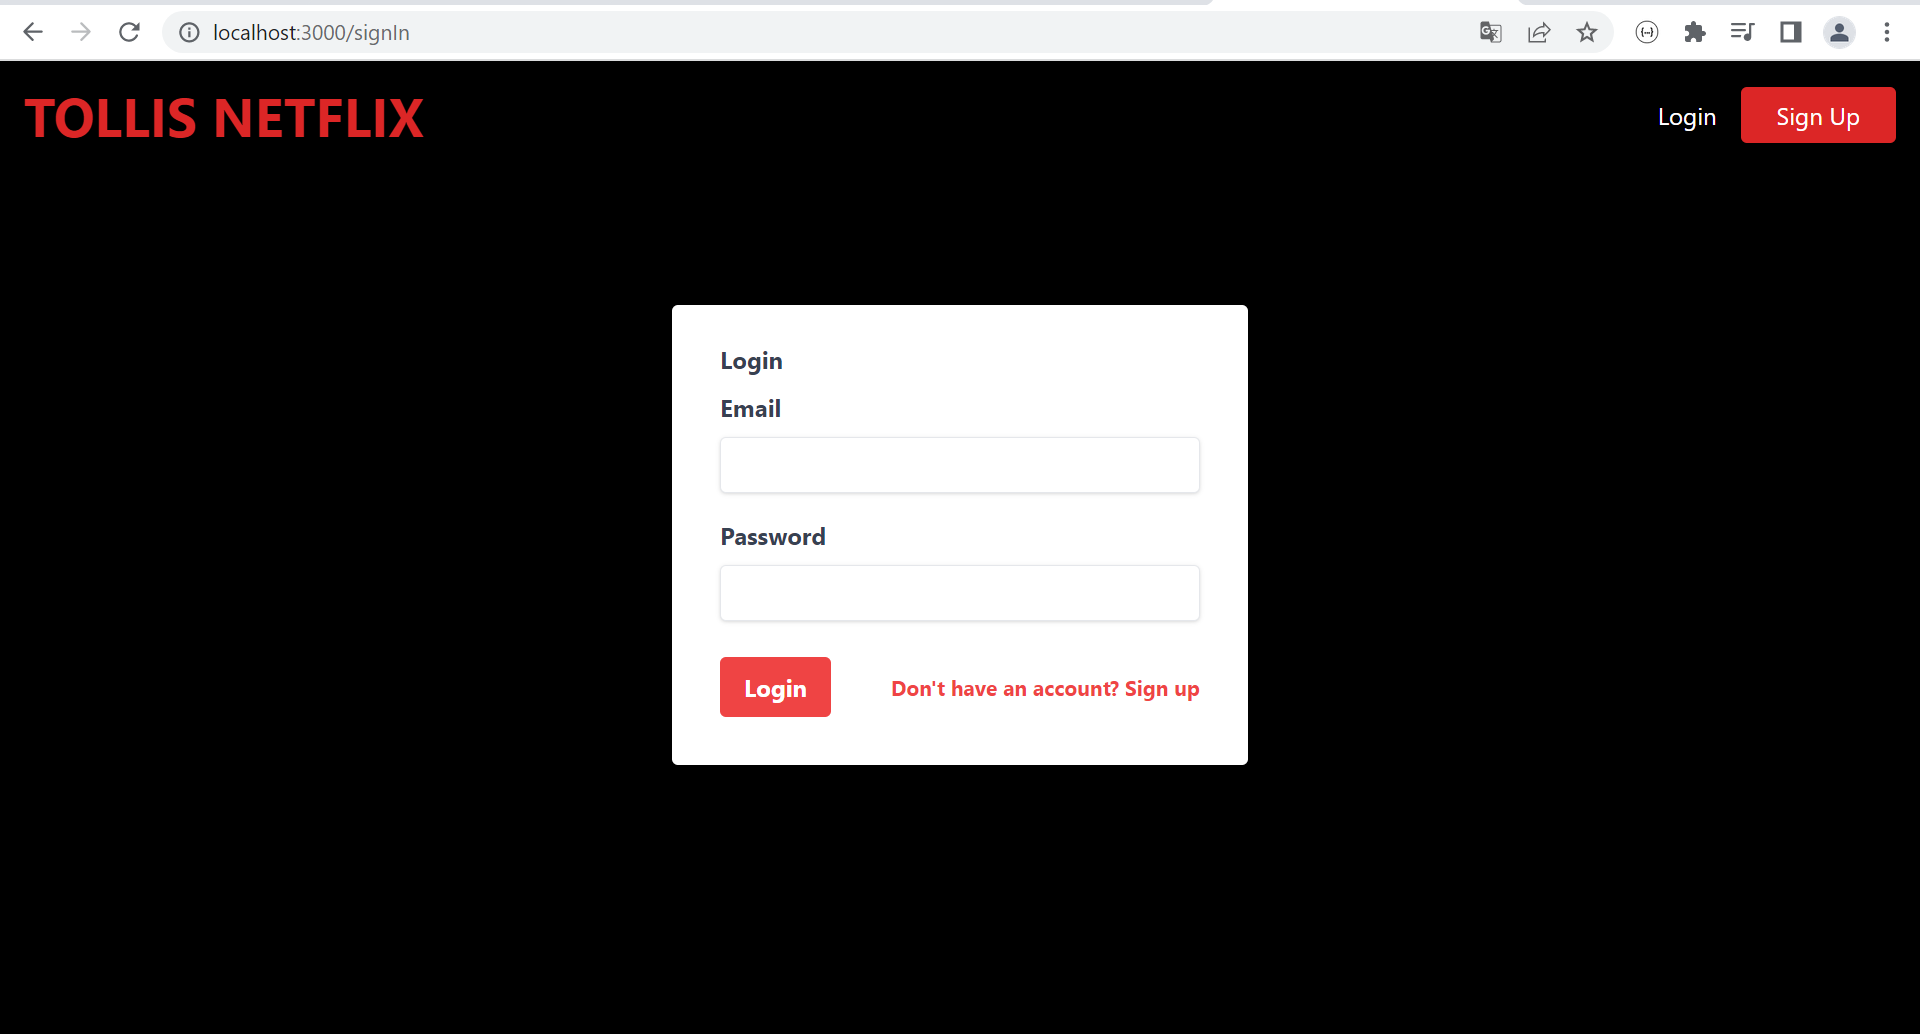 localhost:3000/signIn
TOLLIS NETFLIX
Login
Sign Up
Login
Email
Password
Login
Don't have an account? Sign up